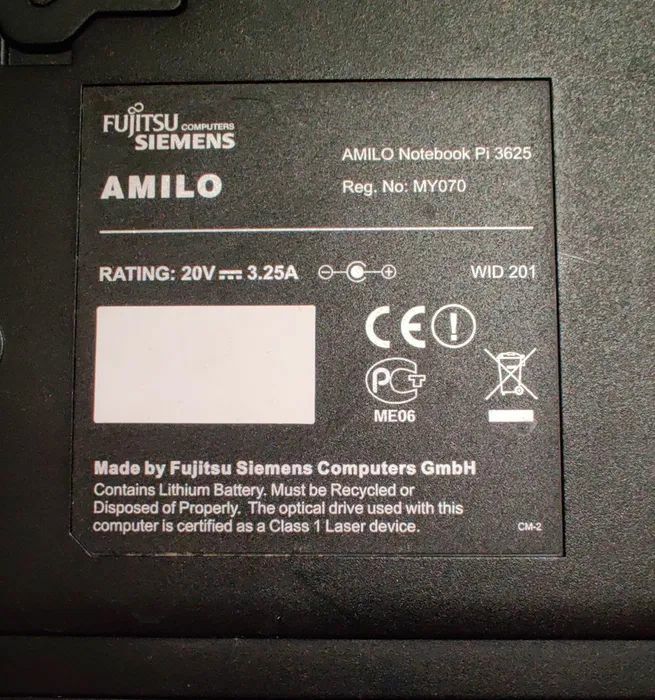 FUJITSU COMPUTERS
SIEMENS
AMILO
AMILO Notebook Pi 3625
Reg. No: MY070
RATING: 20V 3.25A
WID 201
CE
PCT
ME06
Made by Fujitsu Siemens Computers GmbH
Contains Lithium Battery. Must be Recycled or
Disposed of Properly. The optical drive used with this
computer is certified as a Class 1 Laser device.
CM-2